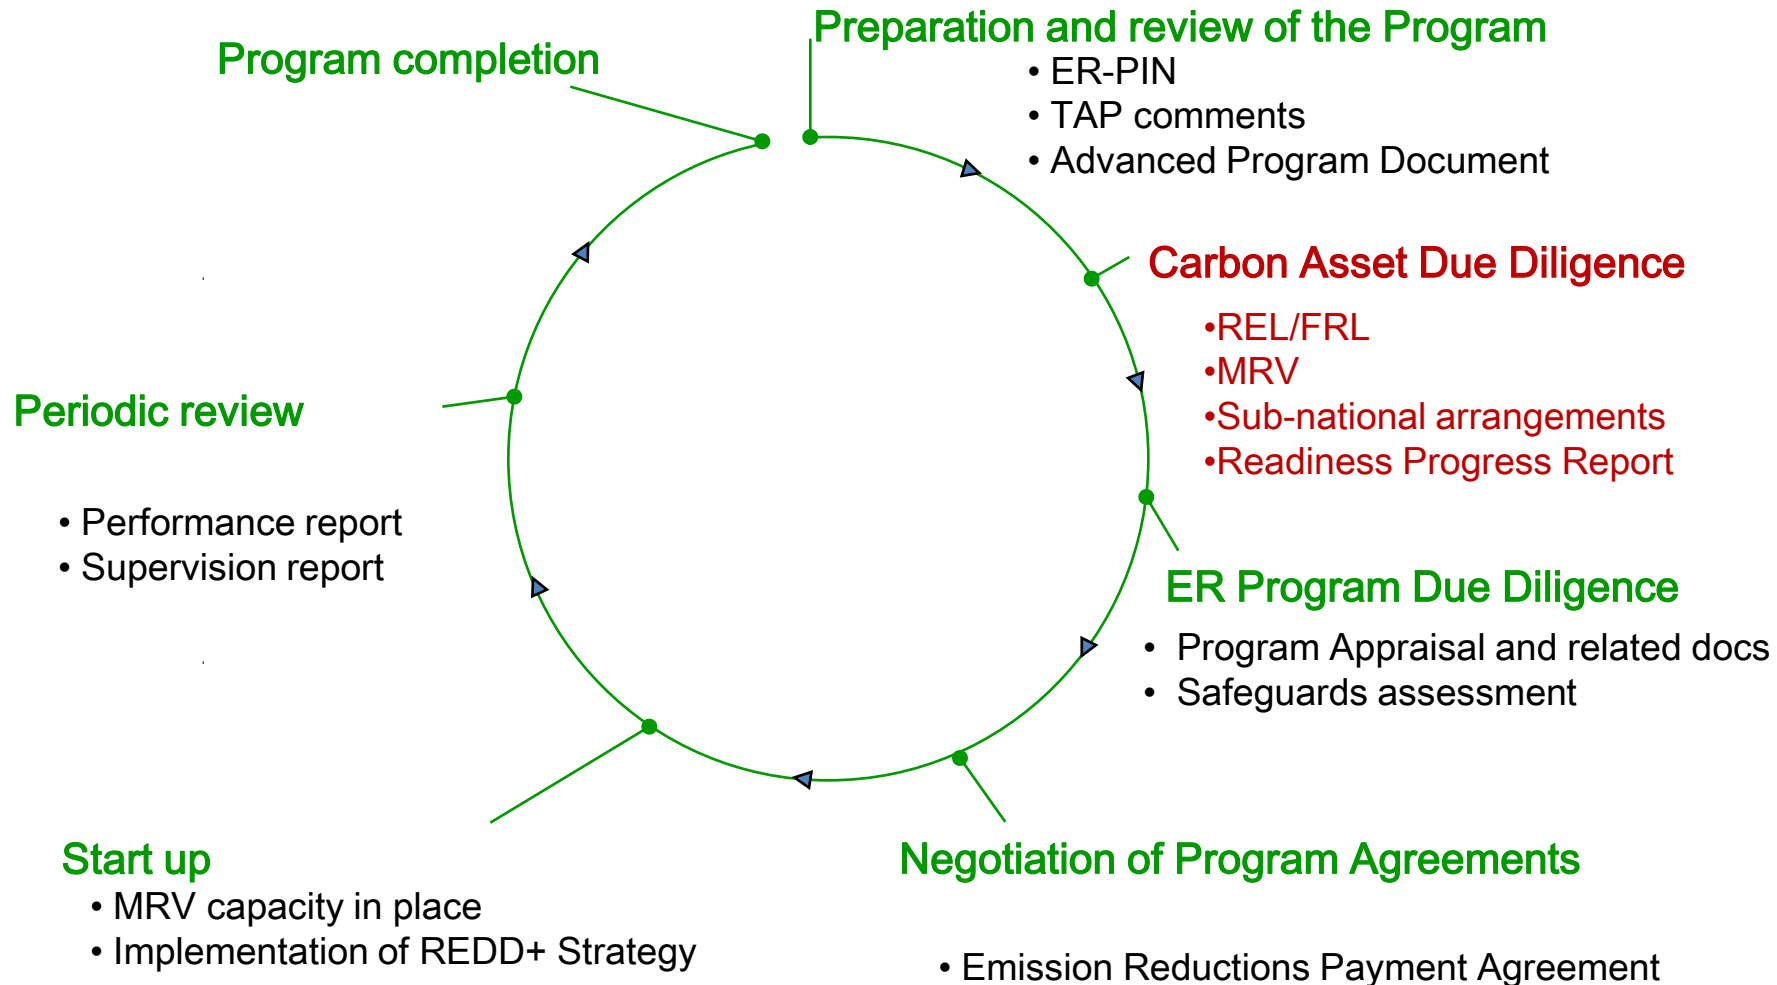 Preparation and review of the Program
• ER-PIN
• TAP comments
• Advanced Program Document
Carbon Asset Due Diligence
•REL/FRL
•MRV
•Sub-national arrangements
•Readiness Progress Report
ER Program Due Diligence
• Program Appraisal and related docs
• Safeguards assessment
Negotiation of Program Agreements
• Emission Reductions Payment Agreement
Start up
• MRV capacity in place
• Implementation of REDD+ Strategy
Periodic review
• Performance report
• Supervision report
Program completion